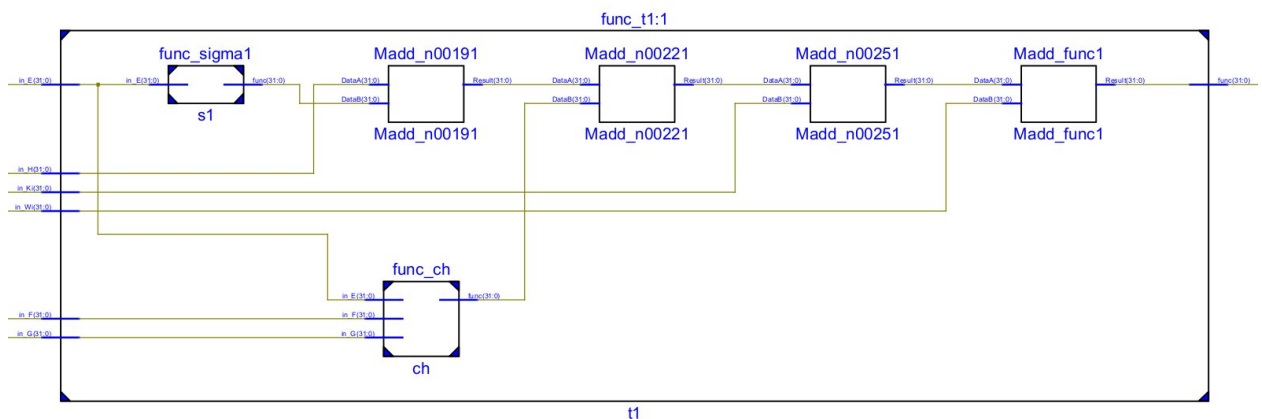 func_t1:1
func_sigma1
Madd_n00191
Madd_n00221
Madd_n00251
Madd_func1
in_E(31:0)
in_E(31:0)
func(31:0)
DataA(31:0)
Result(31:0)
DataA(31:0)
Result(31:0)
DataA(31:0)
Result(31:0)
DataA(31:0)
Result(31:0)
func(31:0)
DataB(31:0)
DataB(31:0)
DataB(31:0)
DataB(31:0)
s1
Madd_n00191
Madd_n00221
Madd_n00251
Madd_func1
in_H(31:0)
in_Ki(31:0)
in_Wi(31:0)
func_ch
in_E(31:0)
func(31:0)
in_F(31:0)
in_F(31:0)
in_G(31:0)
in_G(31:0)
ch
t1